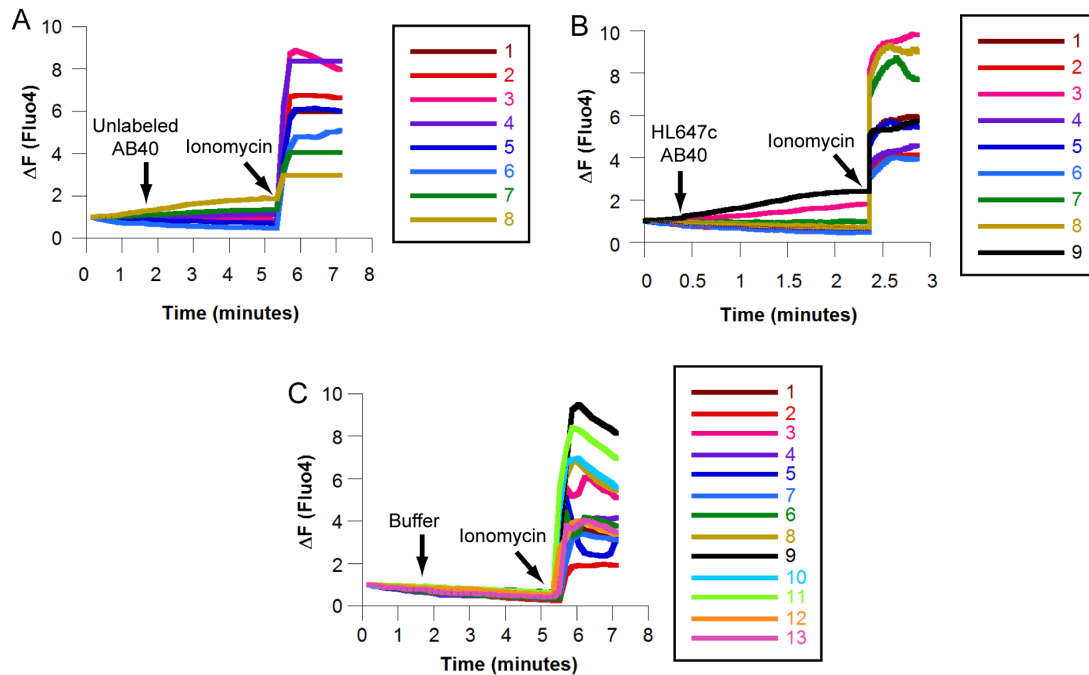 A
ΔF (Fluo4)
10
8
6
4
2
0
Unlabeled
AB40
Ionomycin
0 1 2 3 4 5 6 7 8
Time (minutes)
1
2
3
4
5
6
7
8
B
ΔF (Fluo4)
10
8
6
4
2
0
HL647c
AB40
Ionomycin
0 0.5 1 1.5 2 2.5 3
Time (minutes)
1
2
3
4
5
6
7
8
9
C
ΔF (Fluo4)
10
8
6
4
2
0
Buffer
Ionomycin
0 1 2 3 4 5 6 7 8
Time (minutes)
1
2
3
4
5
7
6
8
9
10
11
12
13